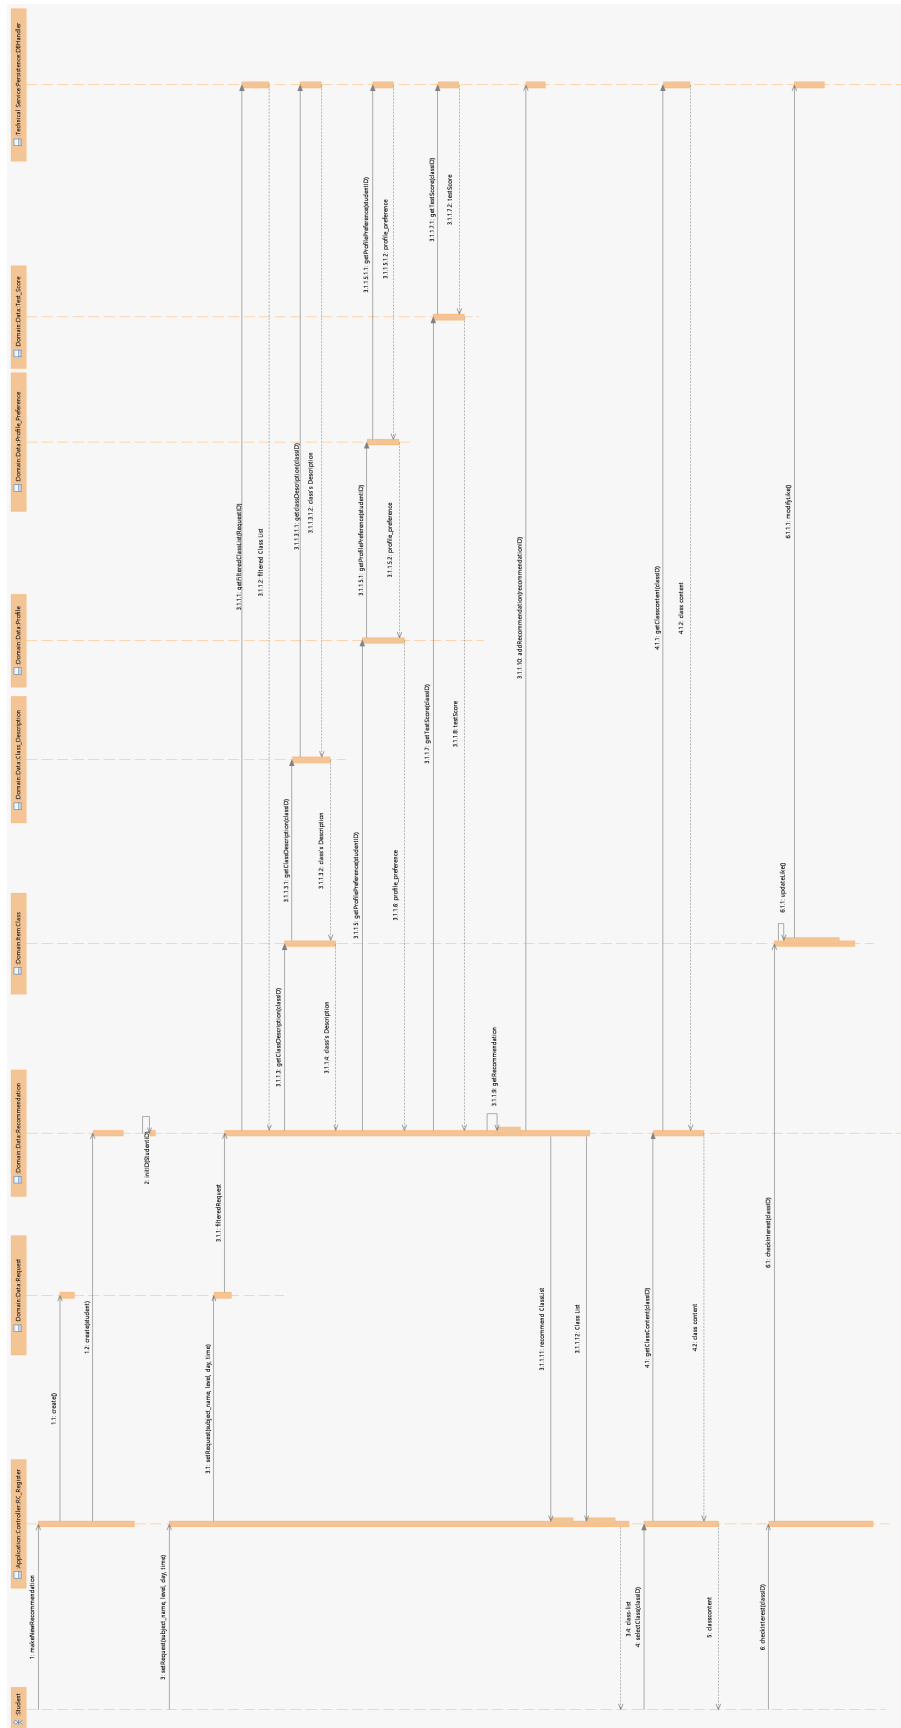 :Student
:Application:Controller:RC_Register
:Domain:Data:Request
:Domain:Data:Recommendation
:Domain:Item:Class
:Domain:Data:Class_Description
:Domain:Data:Profile
:Domain:Data:Profile_Preference
:Domain:Data:Test_Score
:Technical Service:Persistence:DBHandler
1: makeNewRecommendation
1.1: create()
1.2: create(student)
2: initID(StudentID)
3: setRequest(subject_name, level, day, time)
3.1: setRequest(subject_name, level, day, time)
3.1.1: filteredRequest
3.1.1.1: getFilteredClassList(RequestID)
3.1.1.2: filtered Class List
3.1.1.3: getClassDescription(classID)
3.1.1.3.1: getClassDescription(classID)
3.1.1.3.1.1: getclassDescription(classID)
3.1.1.3.1.2: class's Description
3.1.1.3.2: class's Description
3.1.1.4: class's Description
3.1.1.5: getProfilePreference(studentID)
3.1.1.5.1: getProfilePreference(studentID)
3.1.1.5.1.1: getProfilePreference(studentID)
3.1.1.5.1.2: profile_preference
3.1.1.5.2: profile_preference
3.1.1.6: profile_preference
3.1.1.7: getTestScore(classID)
3.1.1.7.1: getTestScore(classID)
3.1.1.7.2: testScore
3.1.1.8: testScore
3.1.1.9: getRecommendation
3.1.1.10: addRecommendation(recommendationID)
3.1.1.11: recommend ClassList
3.1.1.12: Class List
3.4: class-list
4: selectClass(classID)
4.1: getClassContent(classID)
4.1.1: getClasscontent(classID)
4.1.2: class content
4.2: class content
5: classcontent
6: checkInterest(classID)
6.1: checkInterest(classID)
6.1.1: updateLike()
6.1.1.1: modifyLike()